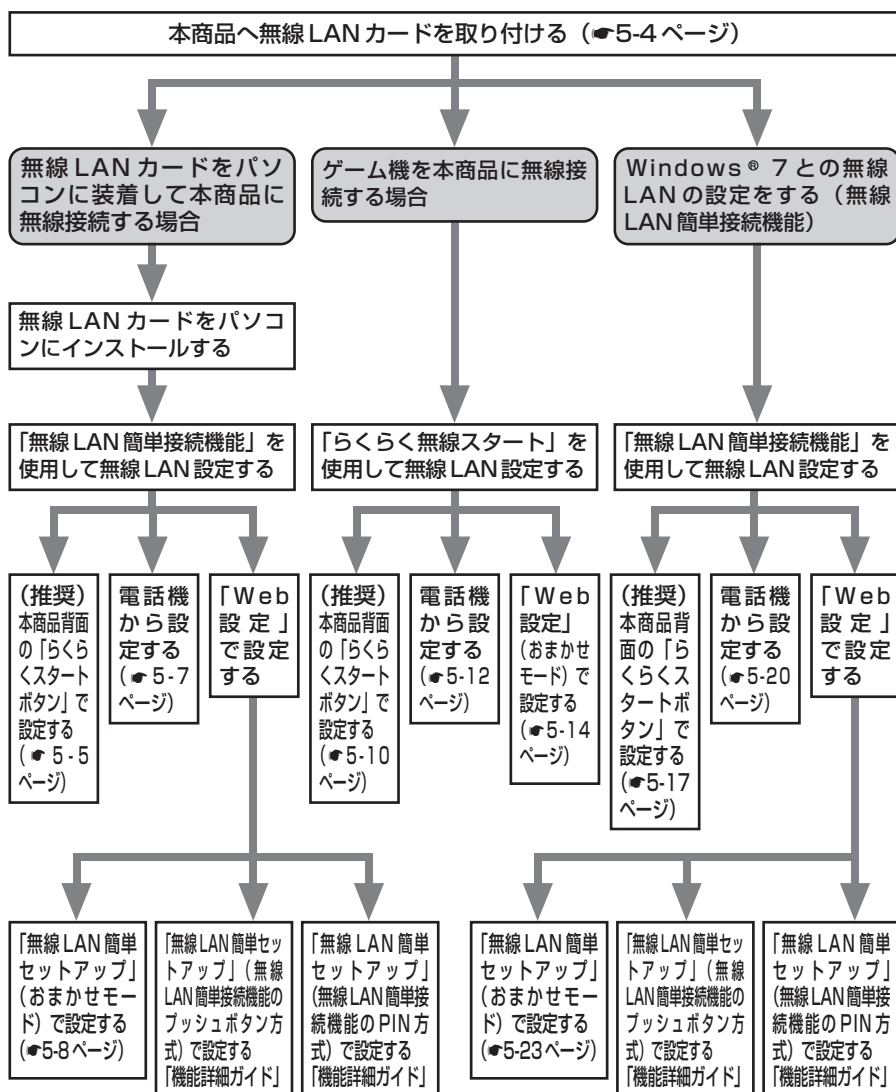 本商品へ無線LANカードを取り付ける（☛5-4ページ）
無線LANカードをパソ
コンに装着して本商品に
無線接続する場合
ゲーム機を本商品に無線接
続する場合
Windows® 7との無線
LANの設定をする（無線
LAN簡単接続機能）
無線LANカードをパソコ
ンにインストールする
「無線LAN簡単接続機能」を
使用して無線LAN設定する
「らくらく無線スタート」を
使用して無線LAN設定する
「無線LAN簡単接続機能」を
使用して無線LAN設定する
（推奨）
本商品背面
の「らくら
くスタート
ボタン」で
設定する
（☛5-5
ページ）
電話機
から設
定する
（☛5-7
ページ）
「Web
設定」
で設定
する
（推奨）
本商品背面
の「らくら
くスタート
ボタン」で
設定する
（☛5-10
ページ）
電話機
から設
定する
（☛5-12
ページ）
「Web
設定」
（おまかせ
モード）で
設定する
（☛5-14
ページ）
（推奨）
本商品背
面の「ら
くらくス
タートボ
タン」で
設定する
（☛5-17
ページ）
電話機
から設
定する
（☛5-20
ページ）
「Web
設定」
で設定
する
「無線LAN簡単
セットアップ」
（おまかせモー
ド）で設定する
（☛5-8ページ）
「無線LAN簡単セッ
トアップ」（無線
LAN簡単接続機能の
プッシュボタン方
式）で設定する
「機能詳細ガイド」
「無線LAN簡単
セットアップ」
（無線LAN簡単接
続機能のPIN方
式）で設定する
「機能詳細ガイド」
「無線LAN簡単
セットアップ」
（おまかせモー
ド）で設定する
（☛5-23ページ）
「無線LAN簡単セッ
トアップ」（無線
LAN簡単接続機能の
プッシュボタン方
式）で設定する
「機能詳細ガイド」
「無線LAN簡単
セットアップ」
（無線LAN簡単接
続機能のPIN方
式）で設定する
「機能詳細ガイド」